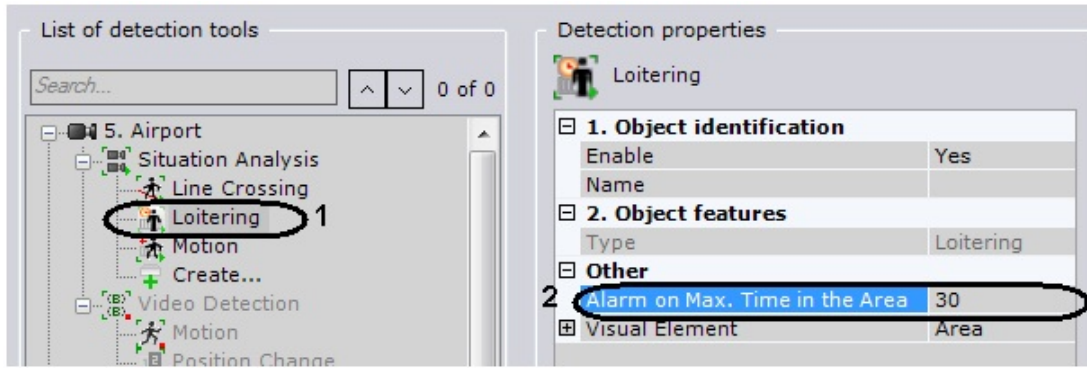 List of detection tools
Search...
0 of 0
5. Airport
Situation Analysis
Line Crossing
Loitering 1
Motion
Create...
Video Detection
Motion
Position Change
Detection properties
Loitering
1. Object identification
Enable Yes
Name
2. Object features
Type Loitering
Other
2 Alarm on Max. Time in the Area 30
Visual Element Area